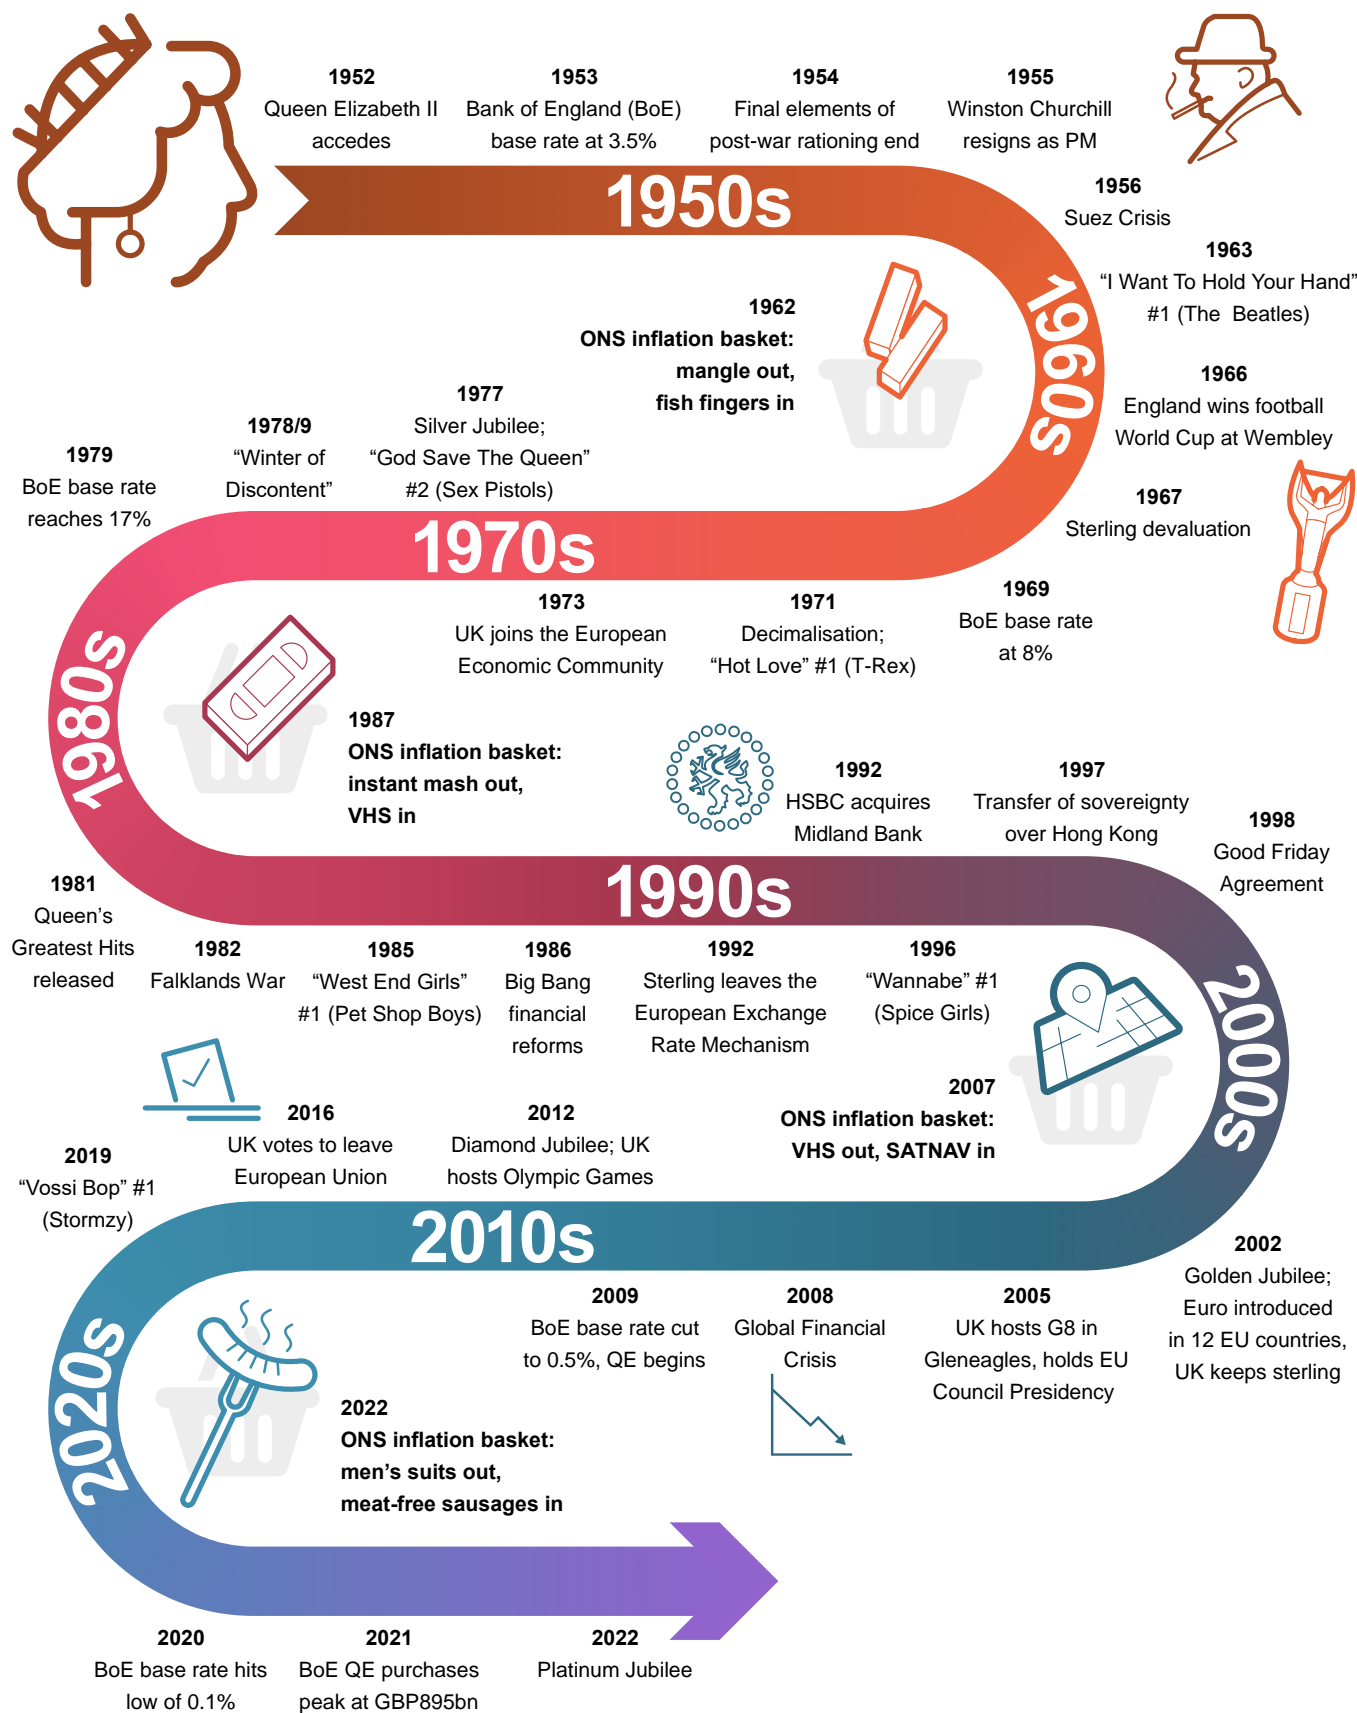 1952
Queen Elizabeth II
accedes
1953
Bank of England (BoE)
base rate at 3.5%
1954
Final elements of
post-war rationing end
1955
Winston Churchill
resigns as PM
1950s
1956
Suez Crisis
1963
“I Want To Hold Your Hand”
#1 (The Beatles)
1962
ONS inflation basket:
mangle out,
fish fingers in
1960s
1966
England wins football
World Cup at Wembley
1967
Sterling devaluation
1969
BoE base rate
at 8%
1979
BoE base rate
reaches 17%
1978/9
“Winter of
Discontent”
1977
Silver Jubilee;
“God Save The Queen”
#2 (Sex Pistols)
1970s
1973
UK joins the European
Economic Community
1971
Decimalisation;
“Hot Love” #1 (T-Rex)
1980s
1987
ONS inflation basket:
instant mash out,
VHS in
1992
HSBC acquires
Midland Bank
1997
Transfer of sovereignty
over Hong Kong
1998
Good Friday
Agreement
1990s
1981
Queen’s
Greatest Hits
released
1982
Falklands War
1985
“West End Girls”
#1 (Pet Shop Boys)
1986
Big Bang
financial
reforms
1992
Sterling leaves the
European Exchange
Rate Mechanism
1996
“Wannabe” #1
(Spice Girls)
2000s
2007
ONS inflation basket:
VHS out, SATNAV in
2019
“Vossi Bop” #1
(Stormzy)
2016
UK votes to leave
European Union
2012
Diamond Jubilee; UK
hosts Olympic Games
2010s
2009
BoE base rate cut
to 0.5%, QE begins
2008
Global Financial
Crisis
2005
UK hosts G8 in
Gleneagles, holds EU
Council Presidency
2002
Golden Jubilee;
Euro introduced
in 12 EU countries,
UK keeps sterling
2020s
2022
ONS inflation basket:
men’s suits out,
meat-free sausages in
2020
BoE base rate hits
low of 0.1%
2021
BoE QE purchases
peak at GBP895bn
2022
Platinum Jubilee